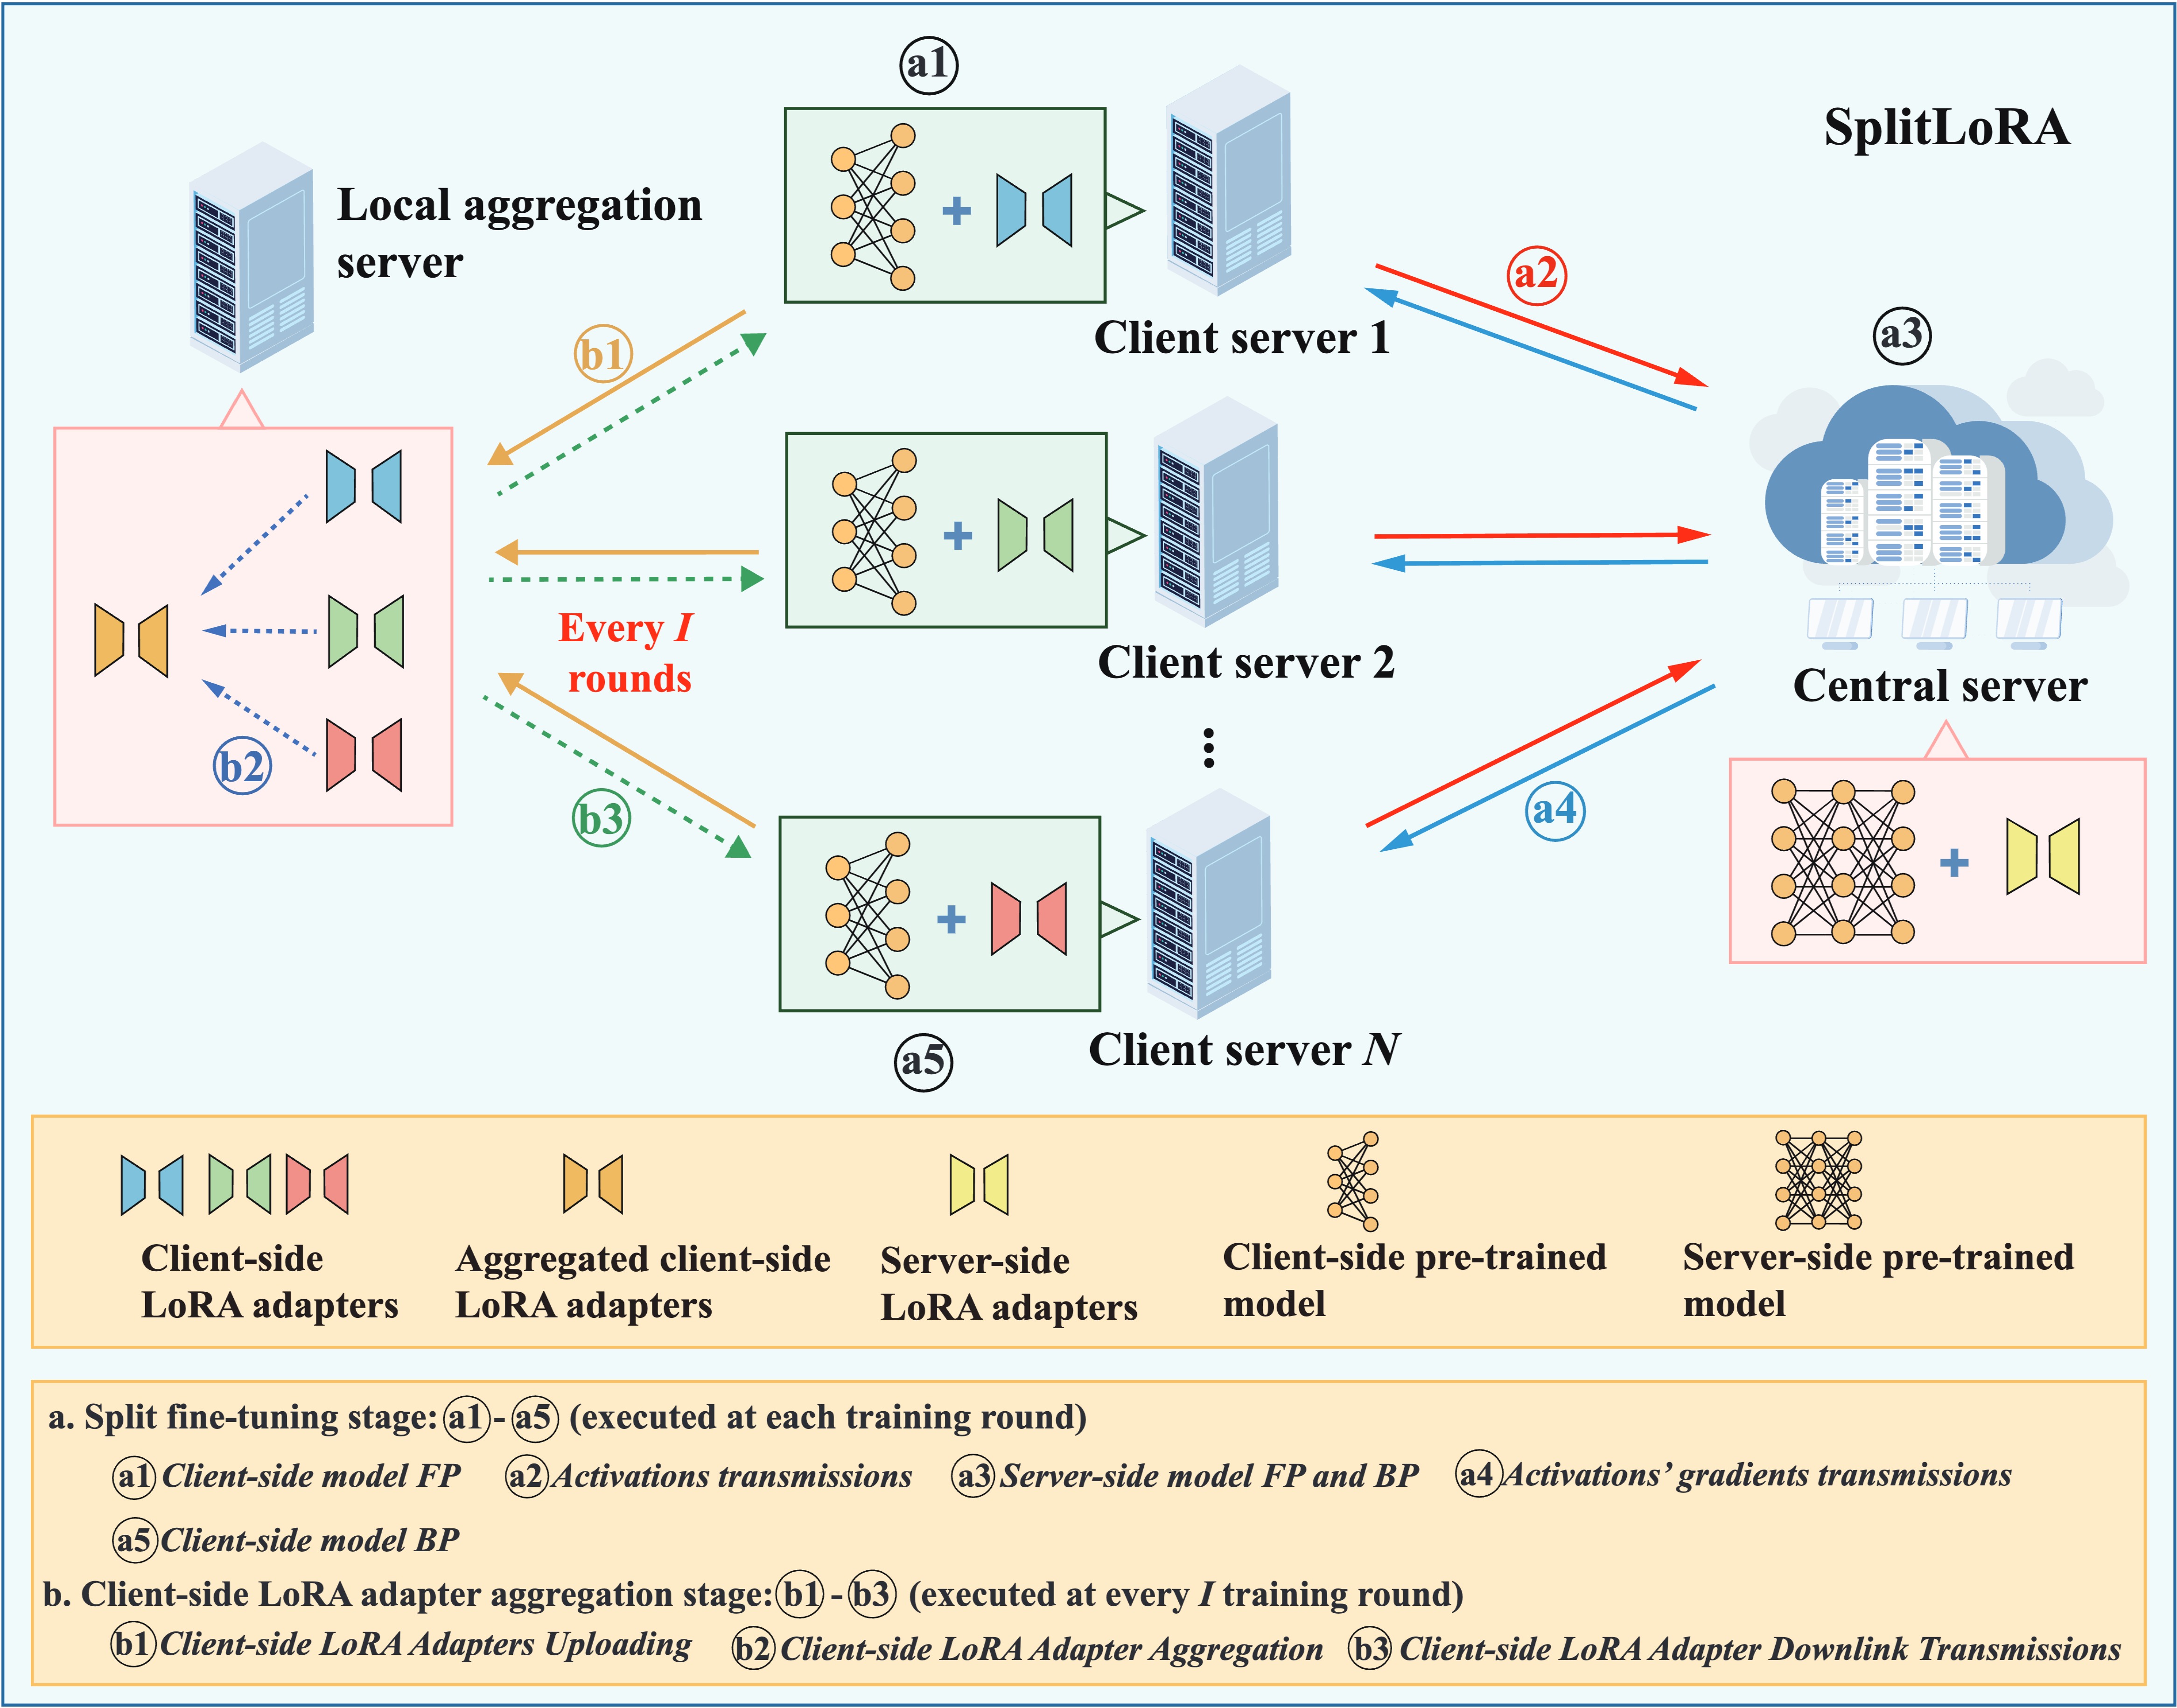 a1
SplitLoRA
Local aggregation
server
a2
b1
Client server 1
a3
Every I
rounds
Client server 2
Central server
b2
b3
a4
a5
Client server N
Client-side
LoRA adapters
Aggregated client-side
LoRA adapters
Server-side
LoRA adapters
Client-side pre-trained
model
Server-side pre-trained
model
a. Split fine-tuning stage: a1 - a5 (executed at each training round)
a1 Client-side model FP a2 Activations transmissions a3 Server-side model FP and BP a4 Activations’ gradients transmissions
a5 Client-side model BP
b. Client-side LoRA adapter aggregation stage: b1 - b3 (executed at every I training round)
b1 Client-side LoRA Adapters Uploading b2 Client-side LoRA Adapter Aggregation b3 Client-side LoRA Adapter Downlink Transmissions